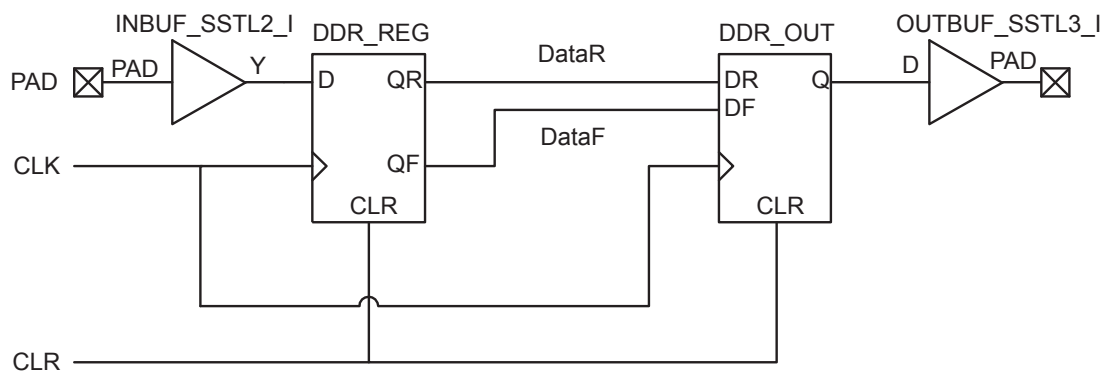 INBUF_SSTL2_I
DDR_REG
DDR_OUT
OUTBUF_SSTL3_I
PAD
PAD
Y
D
QR
DataR
DR
Q
D
PAD
DF
DataF
CLK
QF
CLR
CLR
CLR